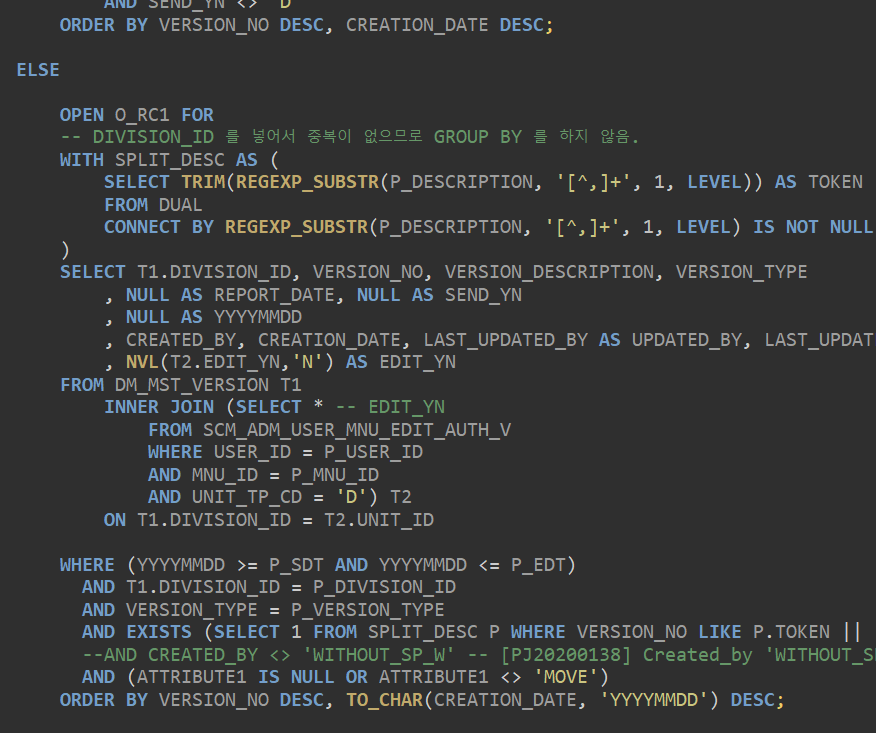 AND SEND_YN <> 'D'
ORDER BY VERSION_NO DESC, CREATION_DATE DESC;
ELSE
OPEN O_RC1 FOR
-- DIVISION_ID 를 넣어서 중복이 없으므로 GROUP BY 를 하지 않음.
WITH SPLIT_DESC AS (
SELECT TRIM(REGEXP_SUBSTR(P_DESCRIPTION, '[^,]+', 1, LEVEL)) AS TOKEN
FROM DUAL
CONNECT BY REGEXP_SUBSTR(P_DESCRIPTION, '[^,]+', 1, LEVEL) IS NOT NULL
)
SELECT T1.DIVISION_ID, VERSION_NO, VERSION_DESCRIPTION, VERSION_TYPE
, NULL AS REPORT_DATE, NULL AS SEND_YN
, NULL AS YYYYMMDD
, CREATED_BY, CREATION_DATE, LAST_UPDATED_BY AS UPDATED_BY, LAST_UPDAT
, NVL(T2.EDIT_YN,'N') AS EDIT_YN
FROM DM_MST_VERSION T1
INNER JOIN (SELECT * -- EDIT_YN
FROM SCM_ADM_USER_MNU_EDIT_AUTH_V
WHERE USER_ID = P_USER_ID
AND MNU_ID = P_MNU_ID
AND UNIT_TP_CD = 'D') T2
ON T1.DIVISION_ID = T2.UNIT_ID
WHERE (YYYYMMDD >= P_SDT AND YYYYMMDD <= P_EDT)
AND T1.DIVISION_ID = P_DIVISION_ID
AND VERSION_TYPE = P_VERSION_TYPE
AND EXISTS (SELECT 1 FROM SPLIT_DESC P WHERE VERSION_NO LIKE P.TOKEN ||
--AND CREATED_BY <> 'WITHOUT_SP_W' -- [PJ20200138] Created_by 'WITHOUT_S
AND (ATTRIBUTE1 IS NULL OR ATTRIBUTE1 <> 'MOVE')
ORDER BY VERSION_NO DESC, TO_CHAR(CREATION_DATE, 'YYYYMMDD') DESC;